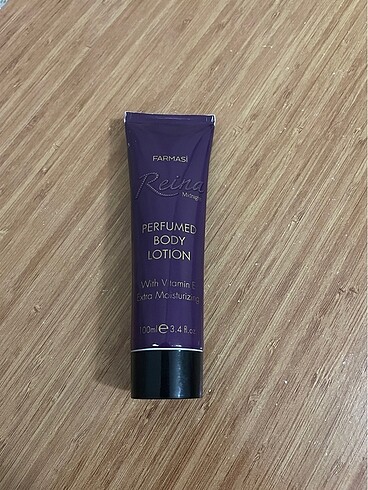 FARMASİ
Reina
PERFUMED
BODY
LOTION
With Vitamin E
Extra Moisturizing
100ml ℮ 3.4 fl.oz